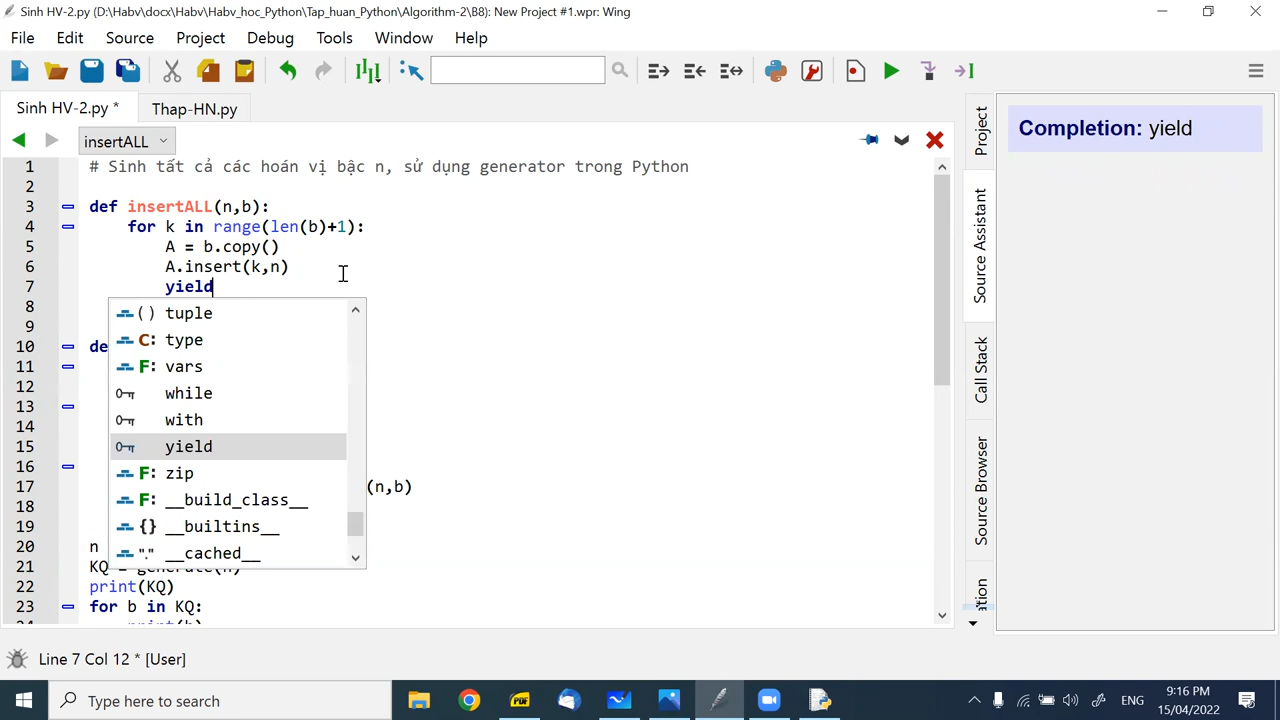 Sinh HV-2.py (D:\Habv\docx\Habv\Habv_hoc_Python\Tap_huan_Python\Algorithm-2\B8): New Project #1.wpr: Wing
File Edit Source Project Debug Tools Window Help
Sinh HV-2.py * Thap-HN.py
insertALL
1 # Sinh tất cả các hoán vị bậc n, sử dụng generator trong Python
2
3 def insertALL(n,b):
4 for k in range(len(b)+1):
5 A = b.copy()
6 A.insert(k,n)
7 yield
8
9
10 de
11
12
13
14
15
16
17 (n,b)
18
19
20 n
21 KQ = generate(n)
22 print(KQ)
23 for b in KQ:
24 print(b)
() tuple
C: type
F: vars
while
with
yield
F: zip
F: __build_class__
{} __builtins__
"." __cached__
Project
Source Assistant
Call Stack
Source Browser
Completion: yield
Line 7 Col 12 * [User]
Type here to search
PDF
ENG
9:16 PM
15/04/2022